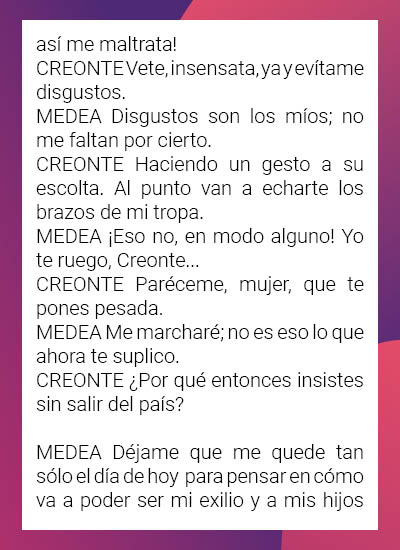 así me maltrata!
CREONTE Vete, insensata, ya y evítame
disgustos.
MEDEA Disgustos son los míos; no
me faltan por cierto.
CREONTE Haciendo un gesto a su
escolta. Al punto van a echarte los
brazos de mi tropa.
MEDEA ¡Eso no, en modo alguno! Yo
te ruego, Creonte...
CREONTE Paréceme, mujer, que te
pones pesada.
MEDEA Me marcharé; no es eso lo que
ahora te suplico.
CREONTE ¿Por qué entonces insistes
sin salir del país?
MEDEA Déjame que me quede tan
sólo el día de hoy para pensar en cómo
va a poder ser mi exilio y a mis hijos